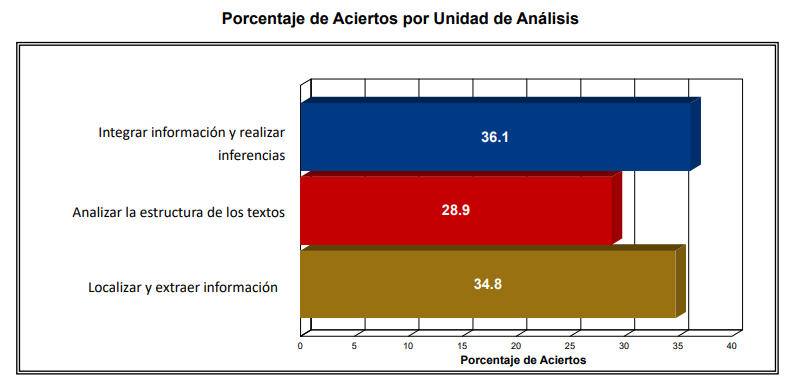 Porcentaje de Aciertos por Unidad de Análisis
Integrar información y realizar
inferencias
36.1
Analizar la estructura de los textos
28.9
Localizar y extraer información
34.8
0 5 10 15 20 25 30 35 40
Porcentaje de Aciertos